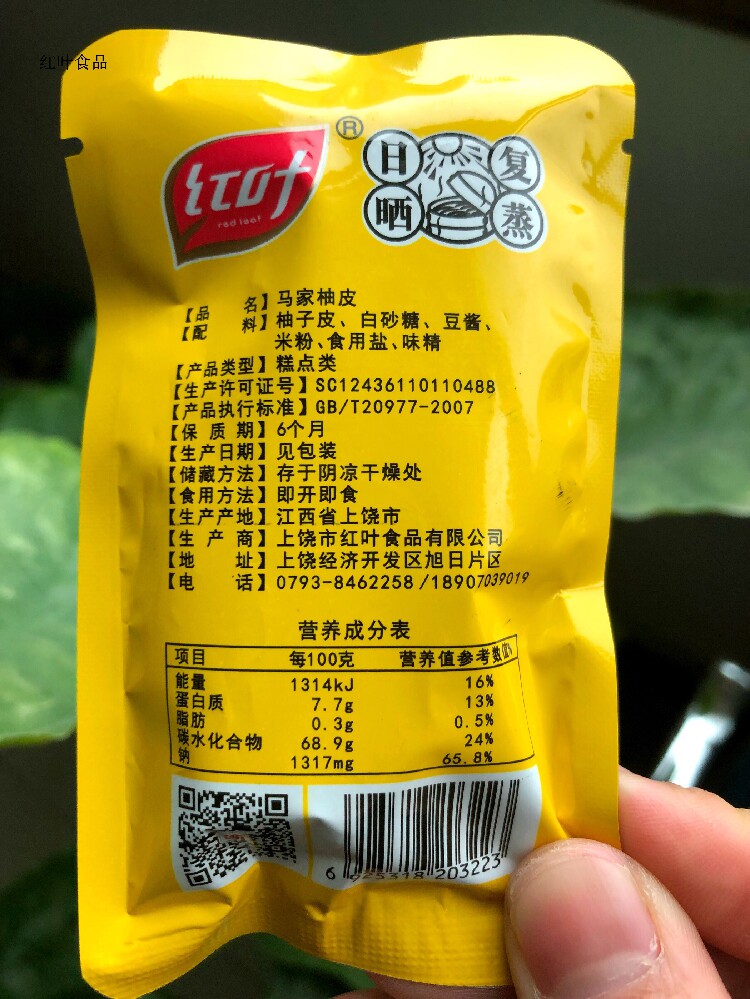 红叶食品
红叶
®
red leaf
日晒
复蒸
【品 名】马家柚皮
【配 料】柚子皮、白砂糖、豆酱、
米粉、食用盐、味精
【产品类型】糕点类
【生产许可证号】SC12436110110488
【产品执行标准】GB/T20977-2007
【保 质 期】6个月
【生产日期】见包装
【储藏方法】存于阴凉干燥处
【食用方法】即开即食
【生产产地】江西省上饶市
【生 产 商】上饶市红叶食品有限公司
【地 址】上饶经济开发区旭日片区
【电 话】0793-8462258/18907039019
营养成分表
项目 每100克 营养值参考数
能量 1314kJ 16%
蛋白质 7.7g 13%
脂肪 0.3g 0.5%
碳水化合物 68.9g 24%
钠 1317mg 65.8%
6 925318 203223